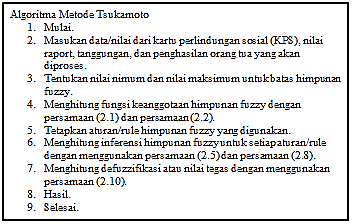 Algoritma Metode Tsukamoto
1. Mulai.
2. Masukan data/nilai dari kartu perlindungan sosial (KPS), nilai
raport, tanggungan, dan penghasilan orang tua yang akan
diproses.
3. Tentukan nilai nimum dan nilai maksimum untuk batas himpunan
fuzzy.
4. Menghitung fungsi keanggotaan himpunan fuzzy dengan
persamaan (2.1) dan persamaan (2.2).
5. Tetapkan aturan/rule himpunan fuzzy yang digunakan.
6. Menghitung inferensi himpunan fuzzy untuk setiap aturan/rule
dengan menggunakan persamaan (2.5) dan persamaan (2.8).
7. Menghitung defuzzifikasi atau nilai tegas dengan menggunakan
persamaan (2.10).
8. Hasil.
9. Selesai.